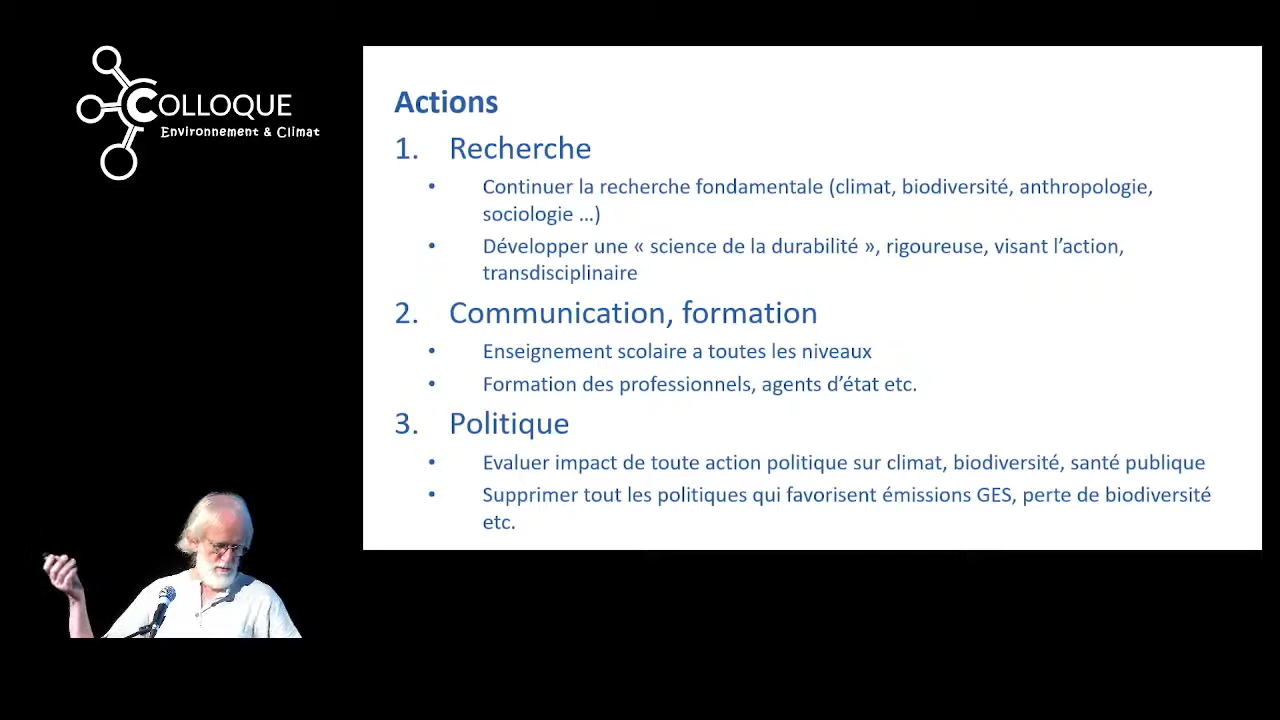 COLLOQUE
Environnement & Climat
Actions
1. Recherche
• Continuer la recherche fondamentale (climat, biodiversité, anthropologie,
sociologie ...)
• Développer une « science de la durabilité », rigoureuse, visant l’action,
transdisciplinaire
2. Communication, formation
• Enseignement scolaire a toutes les niveaux
• Formation des professionnels, agents d’état etc.
3. Politique
• Evaluer impact de toute action politique sur climat, biodiversité, santé publique
• Supprimer tout les politiques qui favorisent émissions GES, perte de biodiversité
etc.